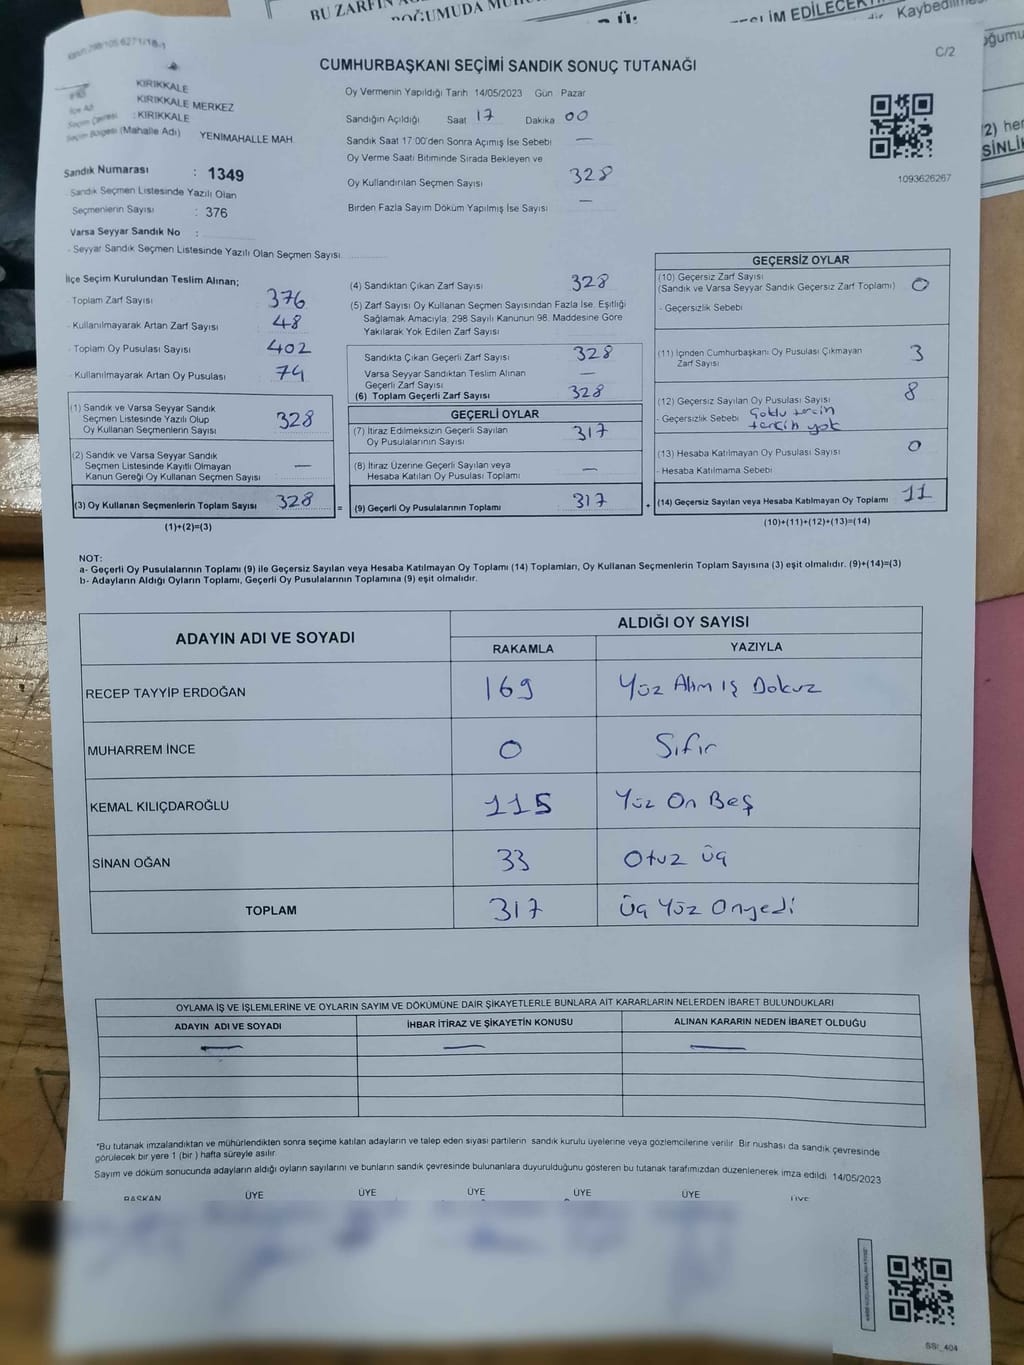 BU ZARFIN
DOĞUMUDA
LİM EDİLECEKTİR
Kaybedilme
2) her
SİNLİK
C/2
CUMHURBAŞKANI SEÇİMİ SANDIK SONUÇ TUTANAĞI
KIRIKKALE
KIRIKKALE MERKEZ
: KIRIKKALE
(Mahalle Adı) YENİMAHALLE MAH.
Sandık Numarası : 1349
- Sandık Seçmen Listesinde Yazılı Olan
Seçmenlerin Sayısı : 376
Varsa Seyyar Sandık No :
- Seyyar Sandık Seçmen Listesinde Yazılı Olan Seçmen Sayısı
Oy Vermenin Yapıldığı Tarih 14/05/2023 Gün Pazar
Sandığın Açıldığı Saat 17 Dakika 00
Sandık Saat 17:00'den Sonra Açımış İse Sebebi —
Oy Verme Saati Bitiminde Sırada Bekleyen ve
Oy Kullandırılan Seçmen Sayısı 328
Birden Fazla Sayım Döküm Yapılmış İse Sayısı —
1093626267
İlçe Seçim Kurulundan Teslim Alınan;
- Toplam Zarf Sayısı 376
- Kullanılmayarak Artan Zarf Sayısı 48
- Toplam Oy Pusulası Sayısı 402
- Kullanılmayarak Artan Oy Pusulası 74
(1) Sandık ve Varsa Seyyar Sandık
Seçmen Listesinde Yazılı Olup
Oy Kullanan Seçmenlerin Sayısı 328
(2) Sandık ve Varsa Seyyar Sandık
Seçmen Listesinde Kayıtlı Olmayan
Kanun Gereği Oy Kullanan Seçmen Sayısı —
(3) Oy Kullanan Seçmenlerin Toplam Sayısı 328
(1)+(2)=(3)
(4) Sandıktan Çıkan Zarf Sayısı 328
(5) Zarf Sayısı Oy Kullanan Seçmen Sayısından Fazla İse, Eşitliği
Sağlamak Amacıyla; 298 Sayılı Kanunun 98. Maddesine Göre
Yakılarak Yok Edilen Zarf Sayısı
Sandıkta Çıkan Geçerli Zarf Sayısı 328
Varsa Seyyar Sandıktan Teslim Alınan
Geçerli Zarf Sayısı —
(6) Toplam Geçerli Zarf Sayısı 328
GEÇERLİ OYLAR
(7) İtiraz Edilmeksizin Geçerli Sayılan
Oy Pusulalarının Sayısı 317
(8) İtiraz Üzerine Geçerli Sayılan veya
Hesaba Katılan Oy Pusulası Toplamı —
= (9) Geçerli Oy Pusulalarının Toplamı 317 +
GEÇERSİZ OYLAR
(10) Geçersiz Zarf Sayısı
(Sandık ve Varsa Seyyar Sandık Geçersiz Zarf Toplamı) 0
- Geçersizlik Sebebi
(11) İçinden Cumhurbaşkanı Oy Pusulası Çıkmayan
Zarf Sayısı 3
(12) Geçersiz Sayılan Oy Pusulası Sayısı 8
- Geçersizlik Sebebi Çoklu tercih
tercih yok
(13) Hesaba Katılmayan Oy Pusulası Sayısı 0
- Hesaba Katılmama Sebebi
(14) Geçersiz Sayılan veya Hesaba Katılmayan Oy Toplamı 11
(10)+(11)+(12)+(13)=(14)
NOT:
a- Geçerli Oy Pusulalarının Toplamı (9) ile Geçersiz Sayılan veya Hesaba Katılmayan Oy Toplamı (14) Toplamları, Oy Kullanan Seçmenlerin Toplam Sayısına (3) eşit olmalıdır. (9)+(14)=(3)
b- Adayların Aldığı Oyların Toplamı, Geçerli Oy Pusulalarının Toplamına (9) eşit olmalıdır.
ADAYIN ADI VE SOYADI
ALDIĞI OY SAYISI
RAKAMLA YAZIYLA
RECEP TAYYİP ERDOĞAN 169 Yüz Altmış Dokuz
MUHARREM İNCE 0 Sıfır
KEMAL KILIÇDAROĞLU 115 Yüz On Beş
SİNAN OĞAN 33 Otuz Üç
TOPLAM 317 Üç Yüz Onyedi
OYLAMA İŞ VE İŞLEMLERİNE VE OYLARIN SAYIM VE DÖKÜMÜNE DAİR ŞİKAYETLERLE BUNLARA AİT KARARLARIN NELERDEN İBARET BULUNDUKLARI
ADAYIN ADI VE SOYADI İHBAR İTİRAZ VE ŞİKAYETİN KONUSU ALINAN KARARIN NEDEN İBARET OLDUĞU
— — —
*Bu tutanak imzalandıktan ve mühürlendikten sonra seçime katılan adayların ve talep eden siyasi partilerin sandık kurulu üyelerine veya gözlemcilerine verilir. Bir nushası da sandık çevresinde
görülecek bir yere 1 (bir ) hafta süreyle asılır.
Sayım ve döküm sonucunda adayların aldığı oyların sayılarını ve bunların sandık çevresinde bulunanlara duyurulduğunu gösteren bu tutanak tarafımızdan düzenlenerek imza edildi. 14/05/2023
BAŞKAN ÜYE ÜYE ÜYE ÜYE ÜYE ÜYE
SSI_404